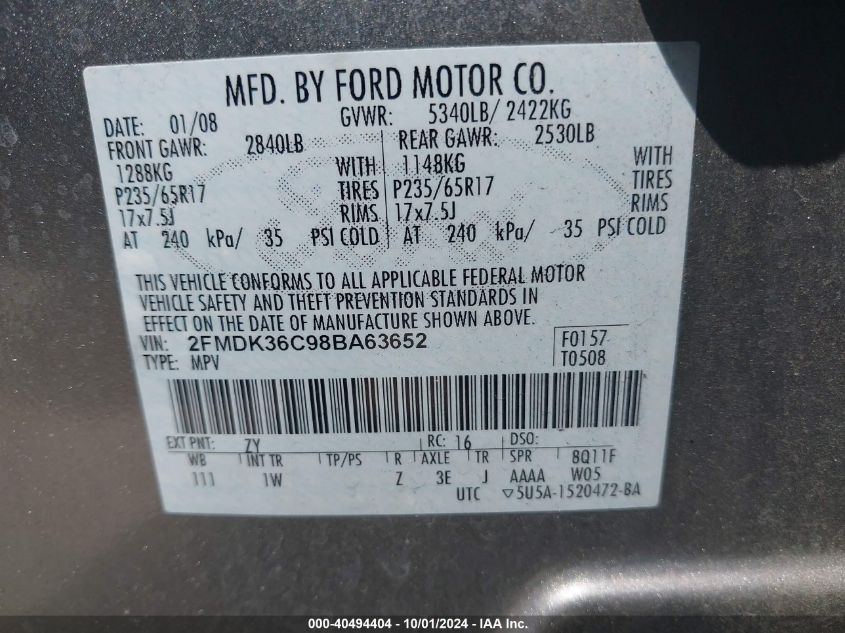 MFD. BY FORD MOTOR CO.
DATE: 01/08 GVWR: 5340LB/ 2422KG
FRONT GAWR: 2840LB REAR GAWR: 2530LB
1288KG WITH 1148KG WITH
P235/65R17 TIRES P235/65R17 TIRES
17x7.5J RIMS 17x7.5J RIMS
AT 240 kPa/ 35 PSI COLD AT 240 kPa/ 35 PSI COLD
THIS VEHICLE CONFORMS TO ALL APPLICABLE FEDERAL MOTOR
VEHICLE SAFETY AND THEFT PREVENTION STANDARDS IN
EFFECT ON THE DATE OF MANUFACTURE SHOWN ABOVE.
VIN: 2FMDK36C98BA63652 F0157
TYPE: MPV T0508
EXT PNT: ZY RC: 16 DSO:
WB INT TR TP/PS R AXLE TR SPR 8Q11F
111 1W Z 3E J AAAA W05
UTC ▽5U5A-1520472-BA
000-40494404 - 10/01/2024 - IAA Inc.